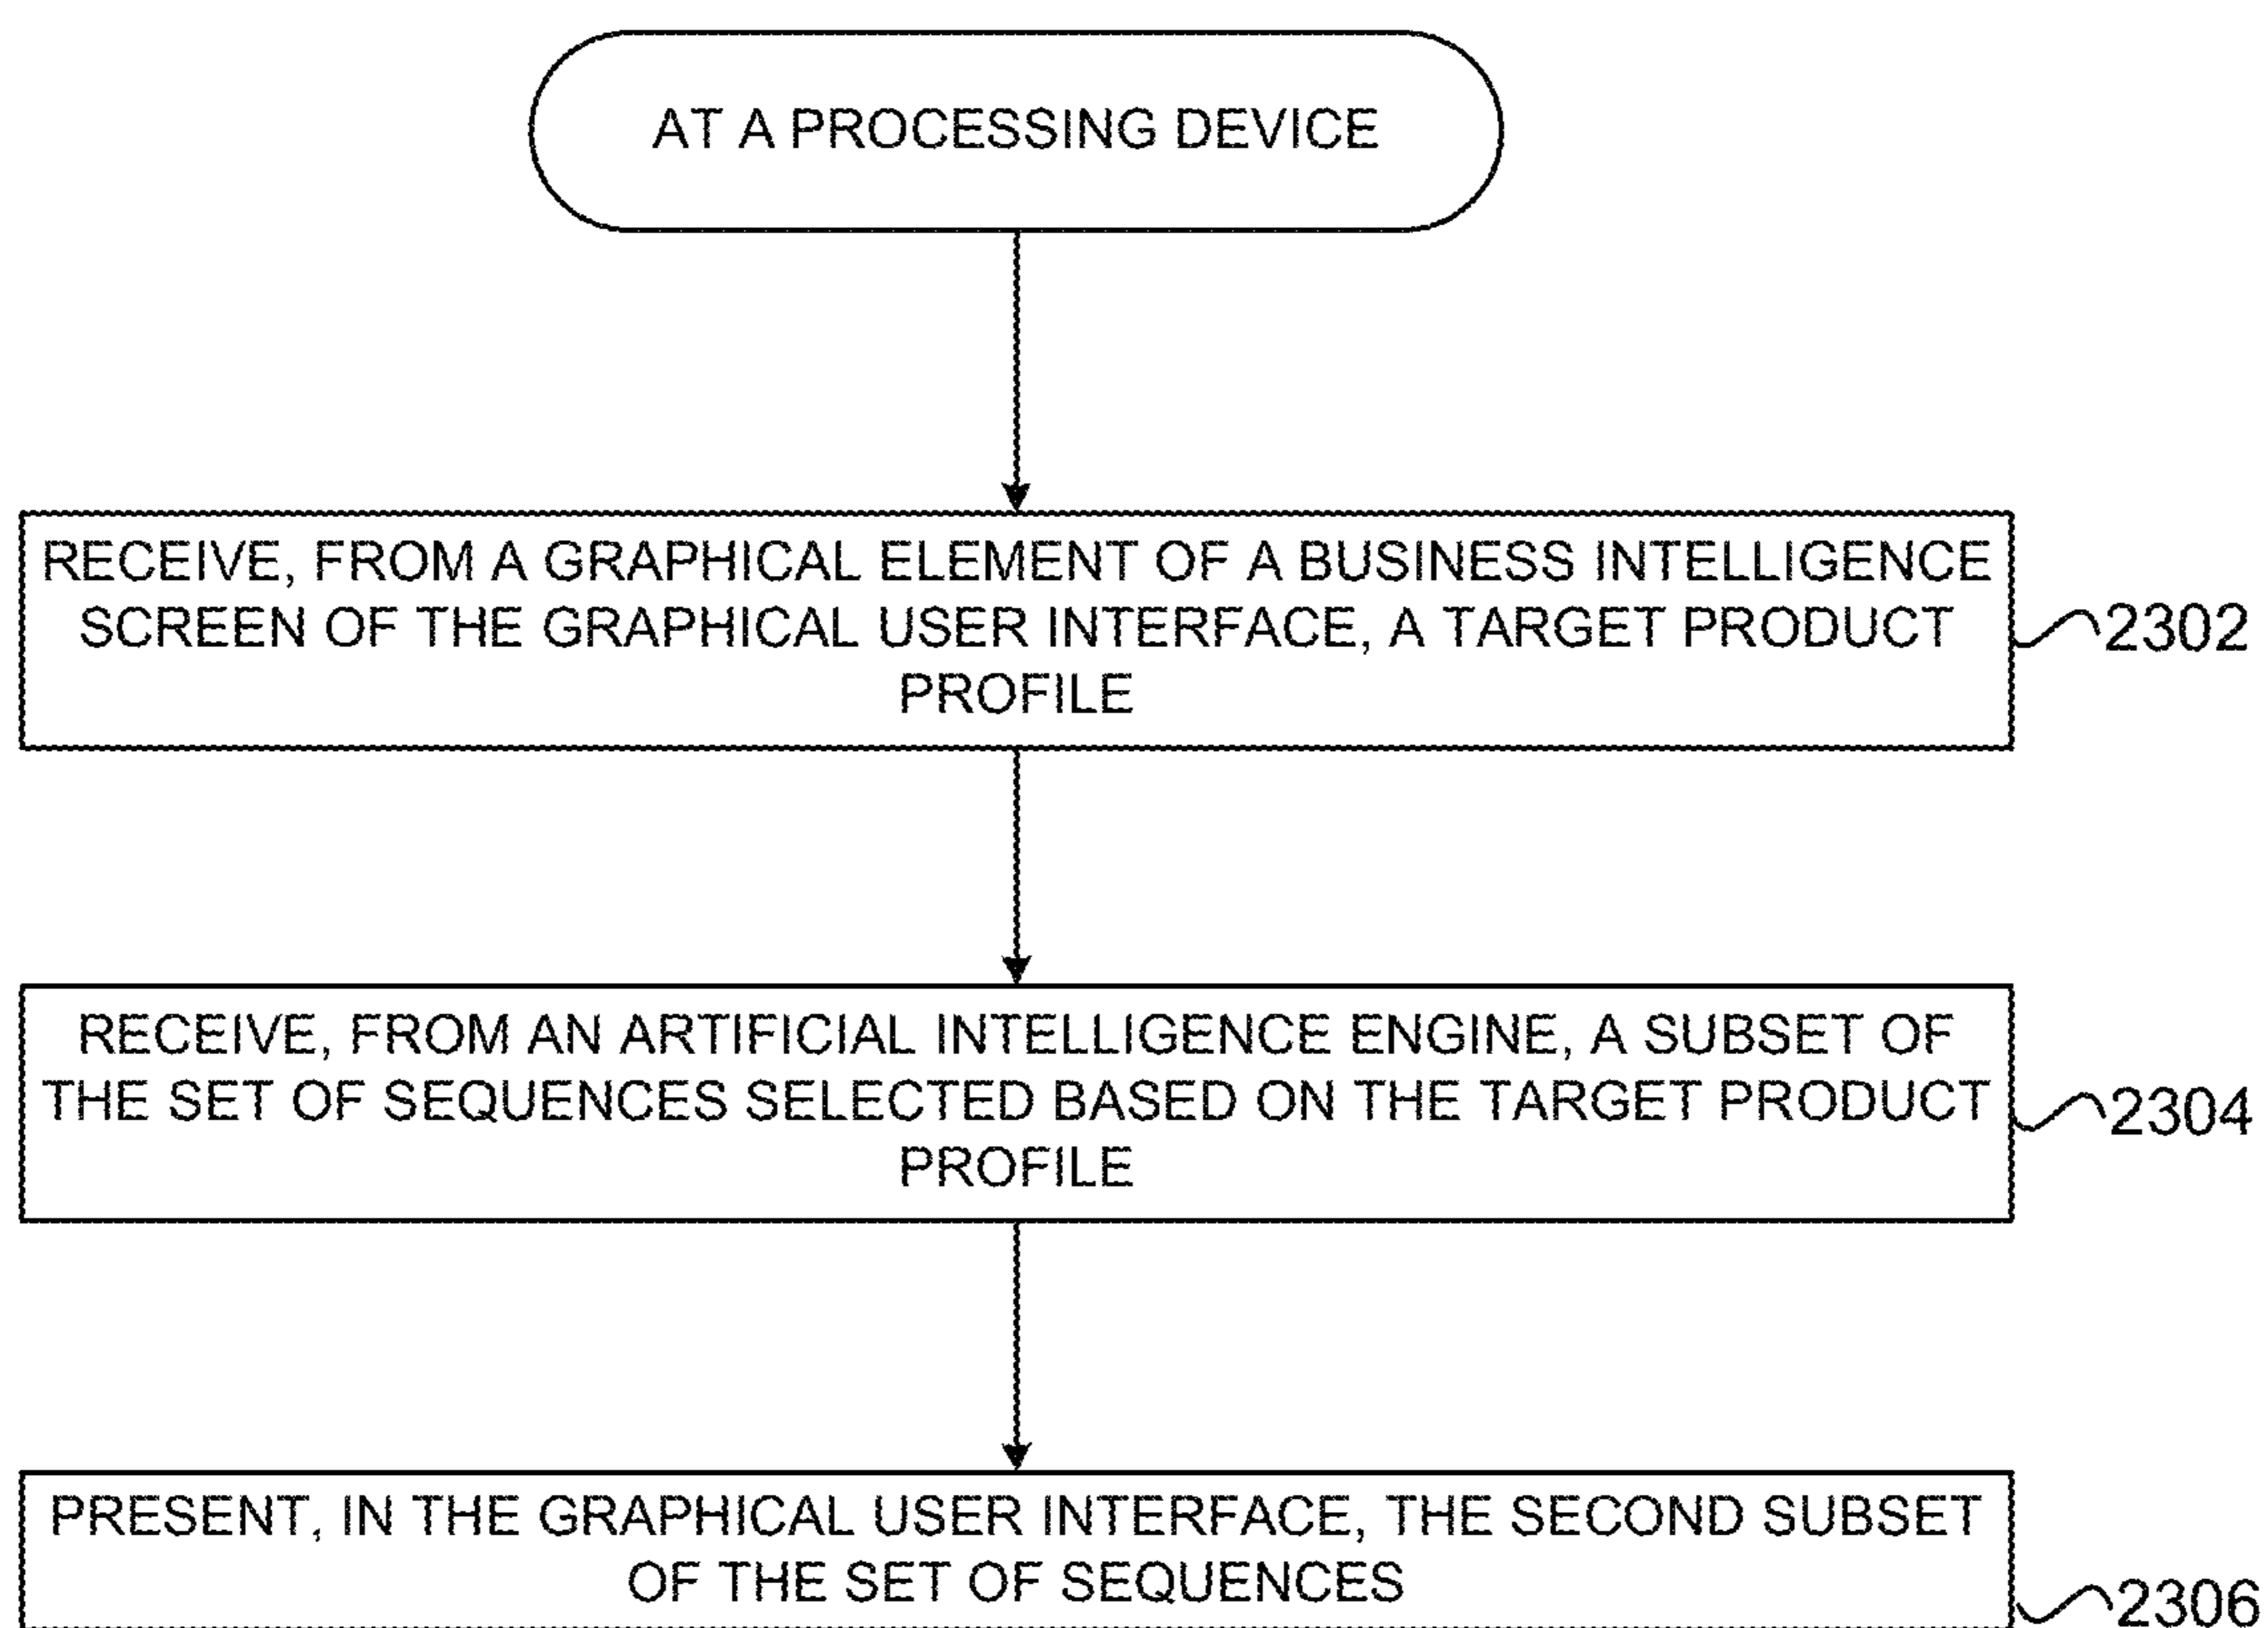 AT A PROCESSING DEVICE
RECEIVE, FROM A GRAPHICAL ELEMENT OF A BUSINESS INTELLIGENCE
SCREEN OF THE GRAPHICAL USER INTERFACE, A TARGET PRODUCT
PROFILE
2302
RECEIVE, FROM AN ARTIFICIAL INTELLIGENCE ENGINE, A SUBSET OF
THE SET OF SEQUENCES SELECTED BASED ON THE TARGET PRODUCT
PROFILE
2304
PRESENT, IN THE GRAPHICAL USER INTERFACE, THE SECOND SUBSET
OF THE SET OF SEQUENCES
2306